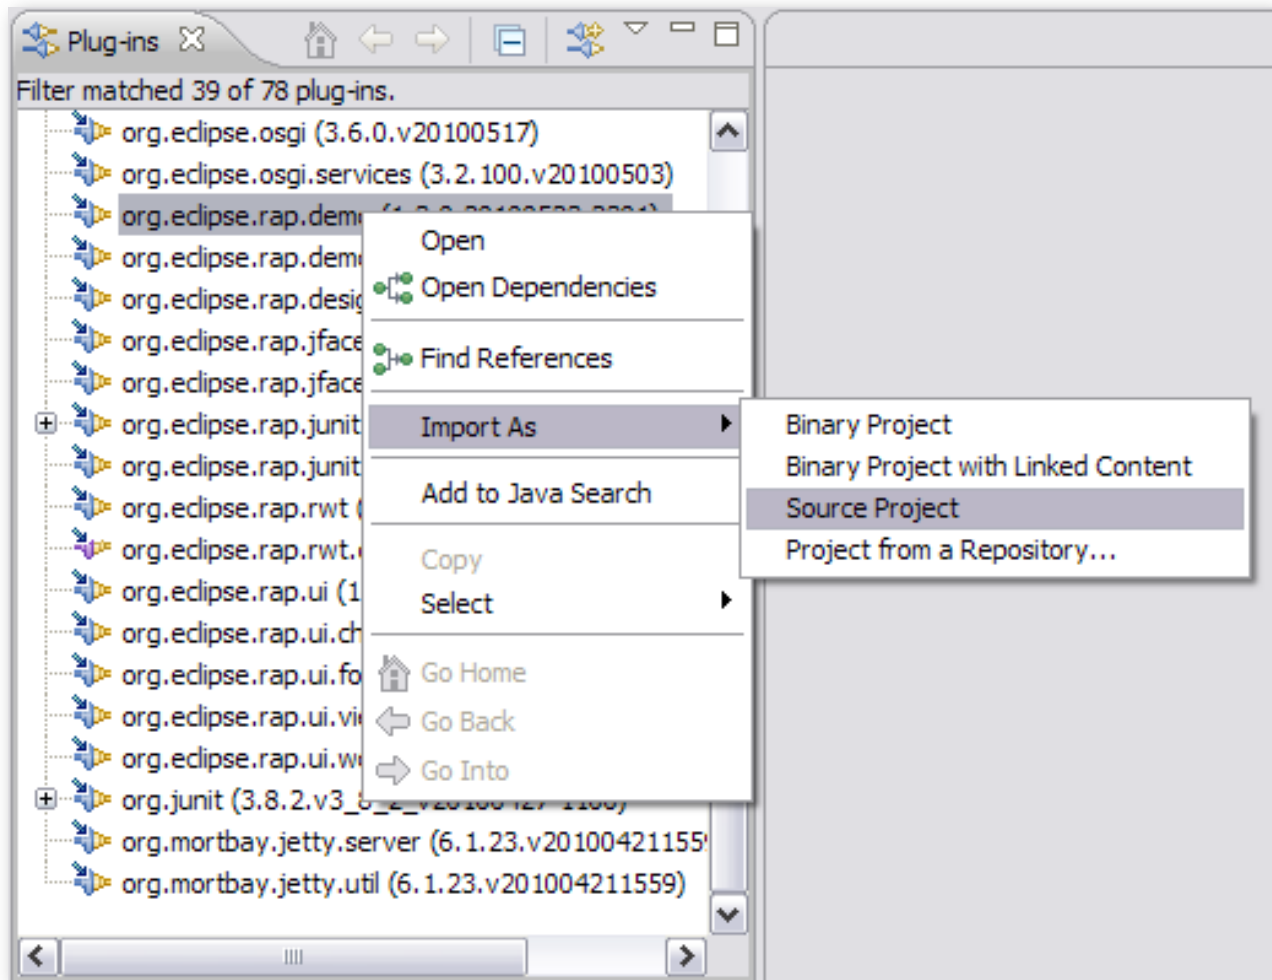 Plug-ins
Filter matched 39 of 78 plug-ins.
org.eclipse.osgi (3.6.0.v20100517)
org.eclipse.osgi.services (3.2.100.v20100503)
org.eclipse.rap.demo
org.eclipse.rap.dem
org.eclipse.rap.desig
org.eclipse.rap.jface
org.eclipse.rap.jface
org.eclipse.rap.junit
org.eclipse.rap.junit
org.eclipse.rap.rwt (
org.eclipse.rap.rwt.
org.eclipse.rap.ui (1
org.eclipse.rap.ui.ch
org.eclipse.rap.ui.fo
org.eclipse.rap.ui.vi
org.eclipse.rap.ui.w
org.junit (3.8.2.v3_8_2_v20100427-1100)
org.mortbay.jetty.server (6.1.23.v20100421155
org.mortbay.jetty.util (6.1.23.v201004211559)
Open
Open Dependencies
Find References
Import As
Add to Java Search
Copy
Select
Go Home
Go Back
Go Into
Binary Project
Binary Project with Linked Content
Source Project
Project from a Repository...